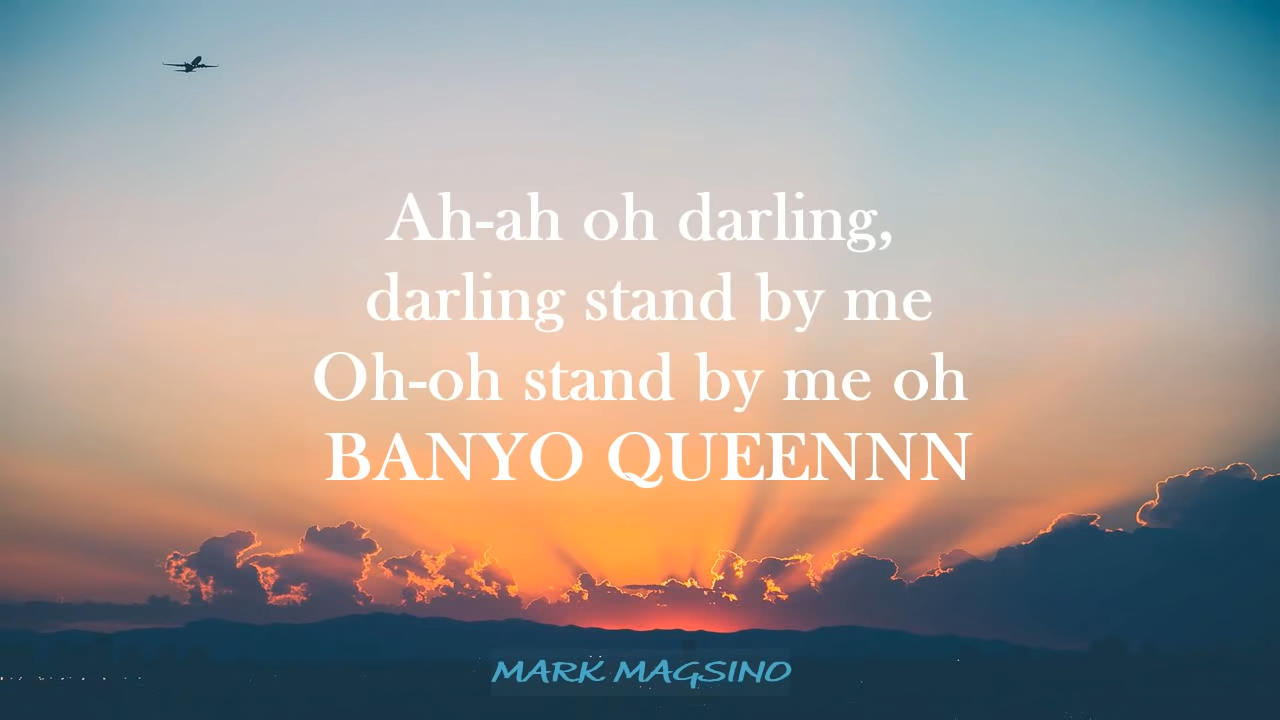 Ah-ah oh darling,
darling stand by me
Oh-oh stand by me oh
BANYO QUEENNN
MARK MAGSINO